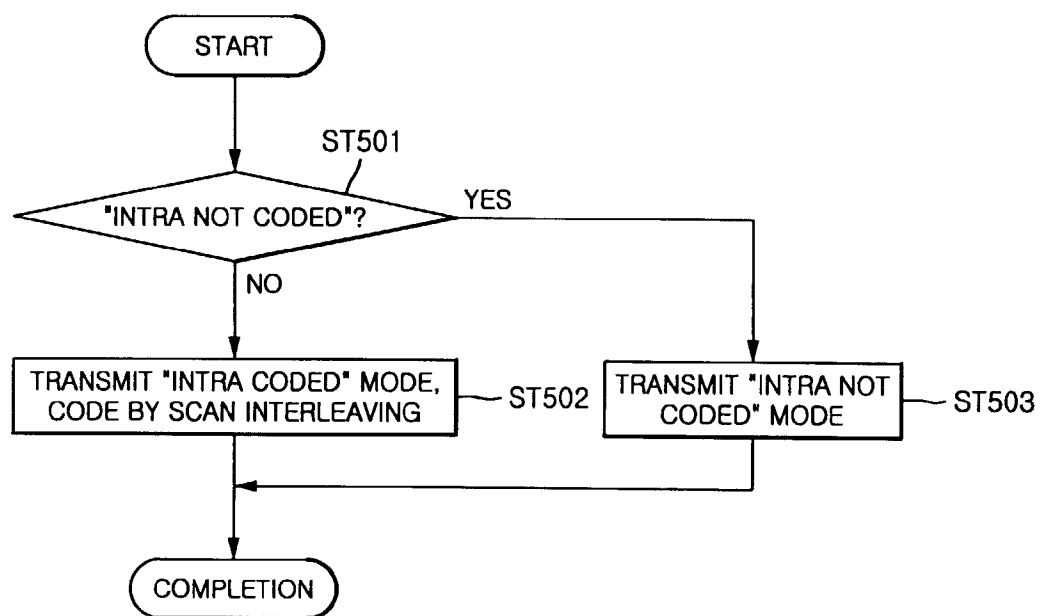 START
ST501
"INTRA NOT CODED"?
YES
NO
TRANSMIT "INTRA CODED" MODE,
CODE BY SCAN INTERLEAVING
ST502
TRANSMIT "INTRA NOT
CODED" MODE
ST503
COMPLETION